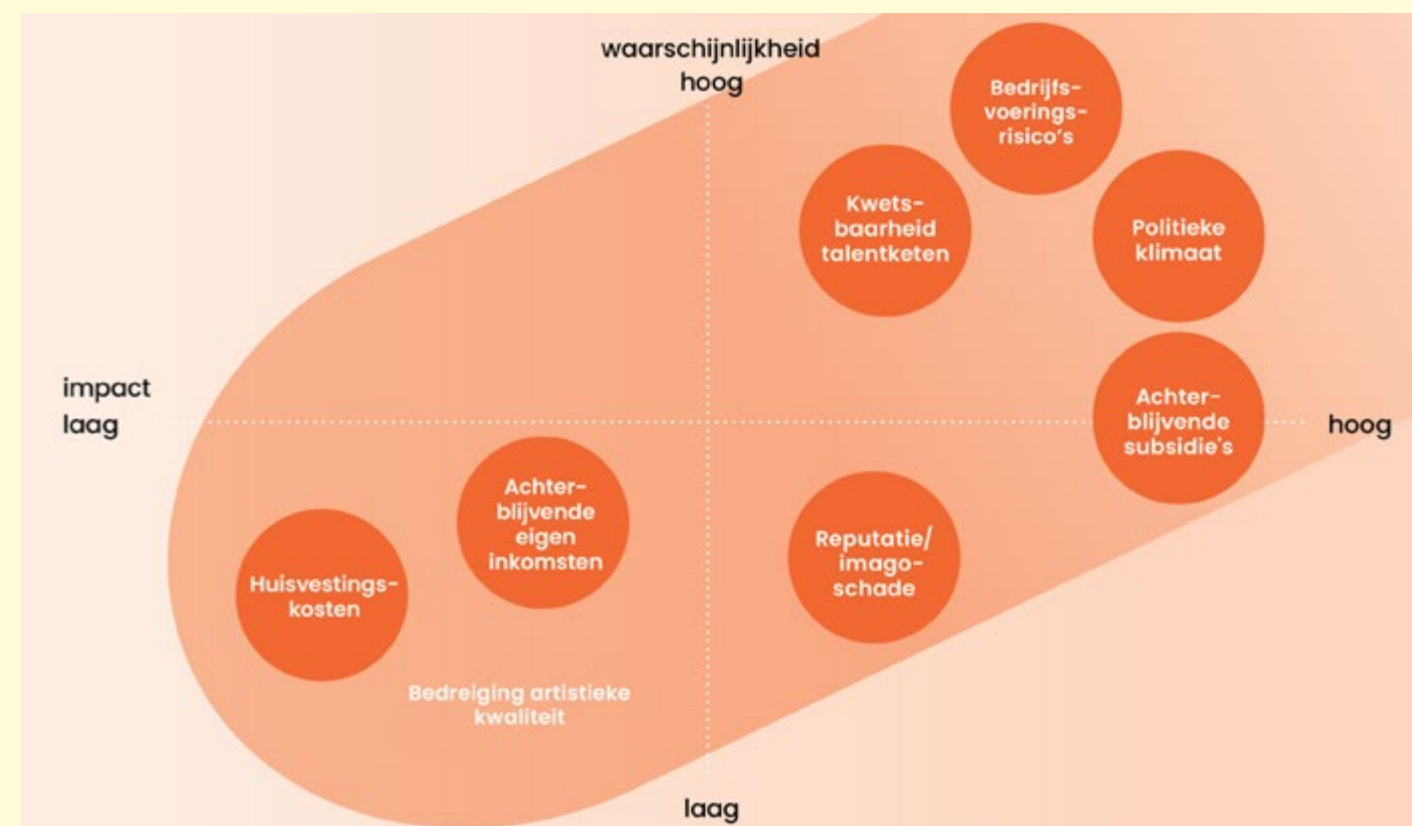 waarschijnlijkheid
hoog
Bedrijfs-
voerings-
risico's
Kwets-
baarheid
talentketen
Politieke
klimaat
impact
laag
Achter-
blijvende
subsidie's
hoog
Achter-
blijvende
eigen
inkomsten
Reputatie/
imago-
schade
Huisvestings-
kosten
Bedreiging artistieke
kwaliteit
laag